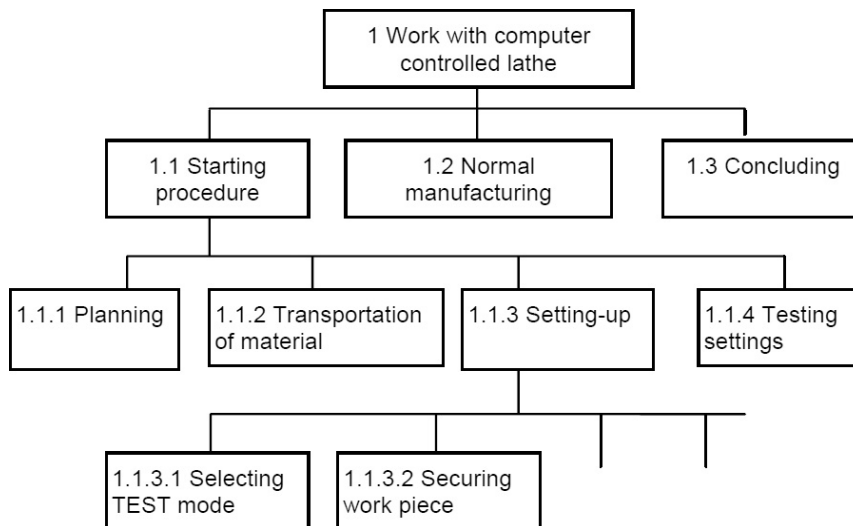 1 Work with computer
controlled lathe
1.1 Starting
procedure
1.2 Normal
manufacturing
1.3 Concluding
1.1.1 Planning
1.1.2 Transportation
of material
1.1.3 Setting-up
1.1.4 Testing
settings
1.1.3.1 Selecting
TEST mode
1.1.3.2 Securing
work piece